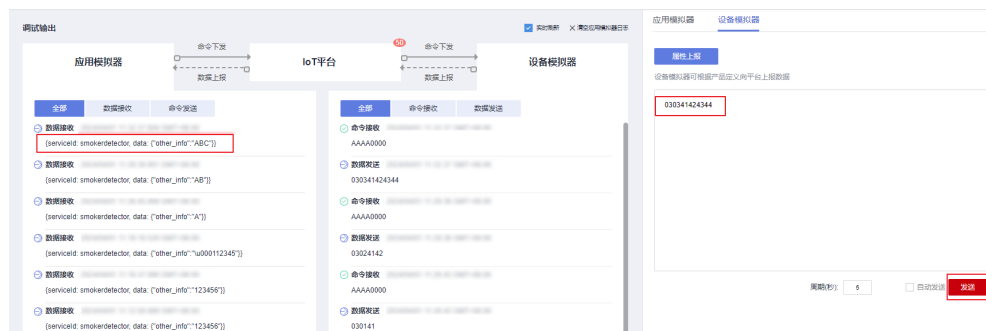 调试输出
实时刷新
清空应用模拟器日志
应用模拟器
命令下发
数据上报
IoT平台
50
命令下发
数据上报
设备模拟器
全部 数据接收 命令发送
数据接收
{serviceId: smokerdetector, data: {"other_info":"ABC"}}
数据接收
{serviceId: smokerdetector, data: {"other_info":"AB"}}
数据接收
{serviceId: smokerdetector, data: {"other_info":"A"}}
数据接收
{serviceId: smokerdetector, data: {"other_info":"\u000112345"}}
数据接收
{serviceId: smokerdetector, data: {"other_info":"123456"}}
数据接收
{serviceId: smokerdetector, data: {"other_info":"123456"}}
全部 命令接收 数据发送
命令接收
AAAA0000
数据发送
030341424344
命令接收
AAAA0000
数据发送
03024142
命令接收
AAAA0000
数据发送
030141
应用模拟器 设备模拟器
属性上报
设备模拟器可根据产品定义向平台上报数据
030341424344
周期(秒): 5 自动发送 发送